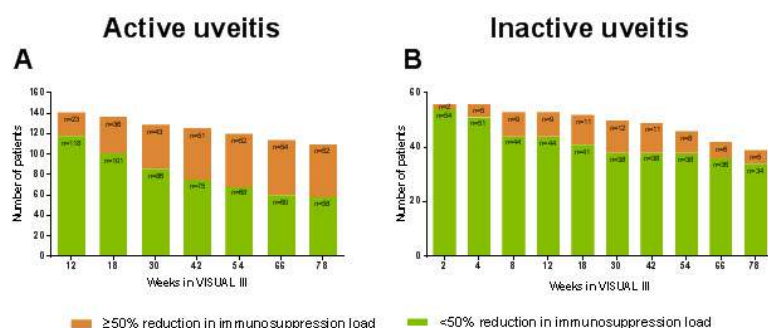 Active uveitis
Inactive uveitis
A
B
Number of patients
160
140
120
100
80
60
40
20
0
n=23
n=118
n=36
n=101
n=43
n=51
n=75
n=52
n=54
n=60
n=52
12 18 30 42 54 66 78
Weeks in VISUAL III
Number of patients
60
40
20
0
n=2
n=54
n=5
n=51
n=9
n=44
n=9
n=44
n=11
n=41
n=12
n=38
n=11
n=38
n=8
n=38
n=6
n=36
n=5
n=34
2 4 8 12 18 30 42 54 66 78
Weeks in VISUAL III
≥50% reduction in immunosuppression load
<50% reduction in immunosuppression load